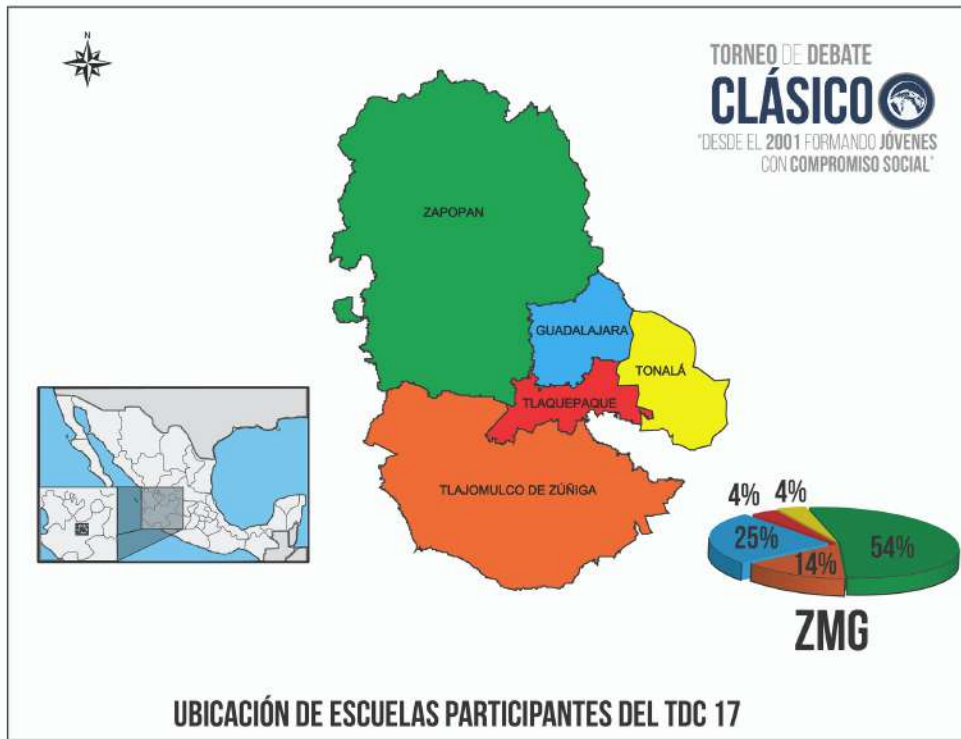 N
TORNEO DE DEBATE
CLÁSICO
"DESDE EL 2001 FORMANDO JÓVENES
CON COMPROMISO SOCIAL"
ZAPOPAN
GUADALAJARA
TONALÁ
TLAQUEPAQUE
TLAJOMULCO DE ZÚÑIGA
4%
4%
25%
54%
14%
ZMG
UBICACIÓN DE ESCUELAS PARTICIPANTES DEL TDC 17